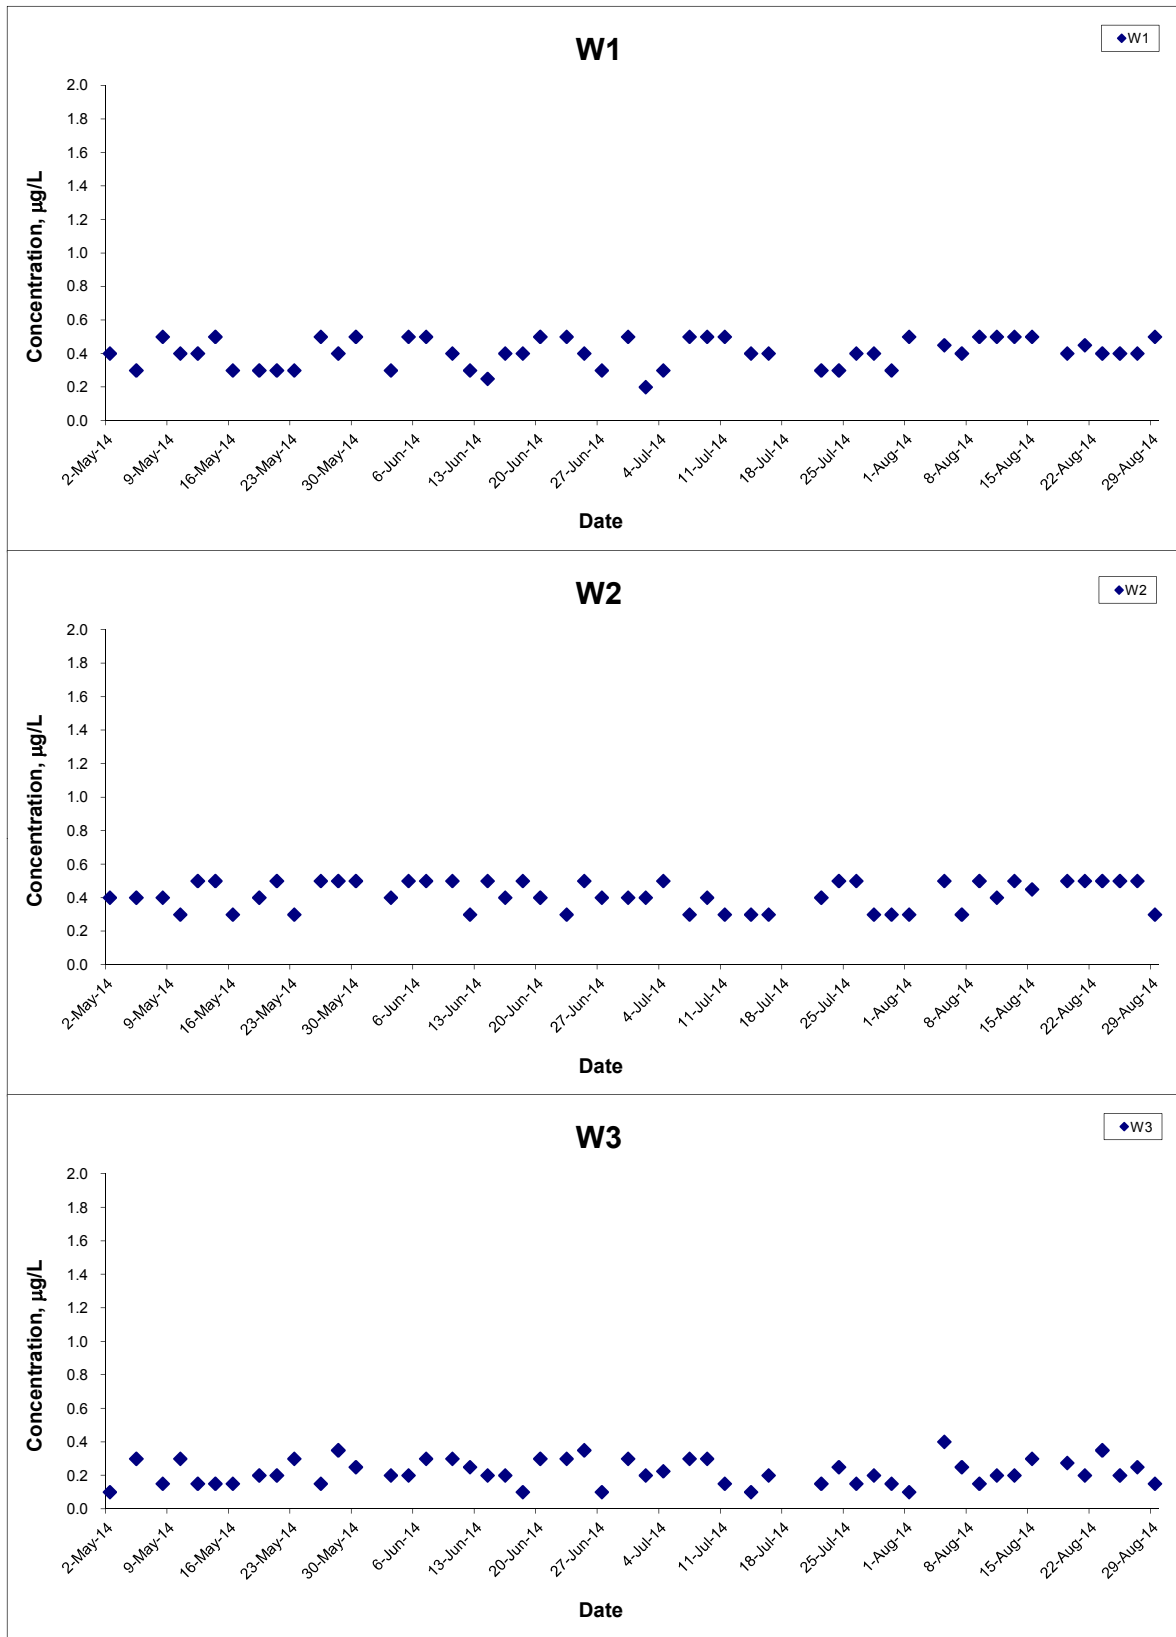 W1
W1
2.0
1.8
1.6
1.4
1.2
1.0
0.8
0.6
0.4
0.2
0.0
Concentration, µg/L
2-May-14
9-May-14
16-May-14
23-May-14
30-May-14
6-Jun-14
13-Jun-14
20-Jun-14
27-Jun-14
4-Jul-14
11-Jul-14
18-Jul-14
25-Jul-14
1-Aug-14
8-Aug-14
15-Aug-14
22-Aug-14
29-Aug-14
Date
W2
W2
2.0
1.8
1.6
1.4
1.2
1.0
0.8
0.6
0.4
0.2
0.0
Concentration, µg/L
2-May-14
9-May-14
16-May-14
23-May-14
30-May-14
6-Jun-14
13-Jun-14
20-Jun-14
27-Jun-14
4-Jul-14
11-Jul-14
18-Jul-14
25-Jul-14
1-Aug-14
8-Aug-14
15-Aug-14
22-Aug-14
29-Aug-14
Date
W3
W3
2.0
1.8
1.6
1.4
1.2
1.0
0.8
0.6
0.4
0.2
0.0
Concentration, µg/L
2-May-14
9-May-14
16-May-14
23-May-14
30-May-14
6-Jun-14
13-Jun-14
20-Jun-14
27-Jun-14
4-Jul-14
11-Jul-14
18-Jul-14
25-Jul-14
1-Aug-14
8-Aug-14
15-Aug-14
22-Aug-14
29-Aug-14
Date